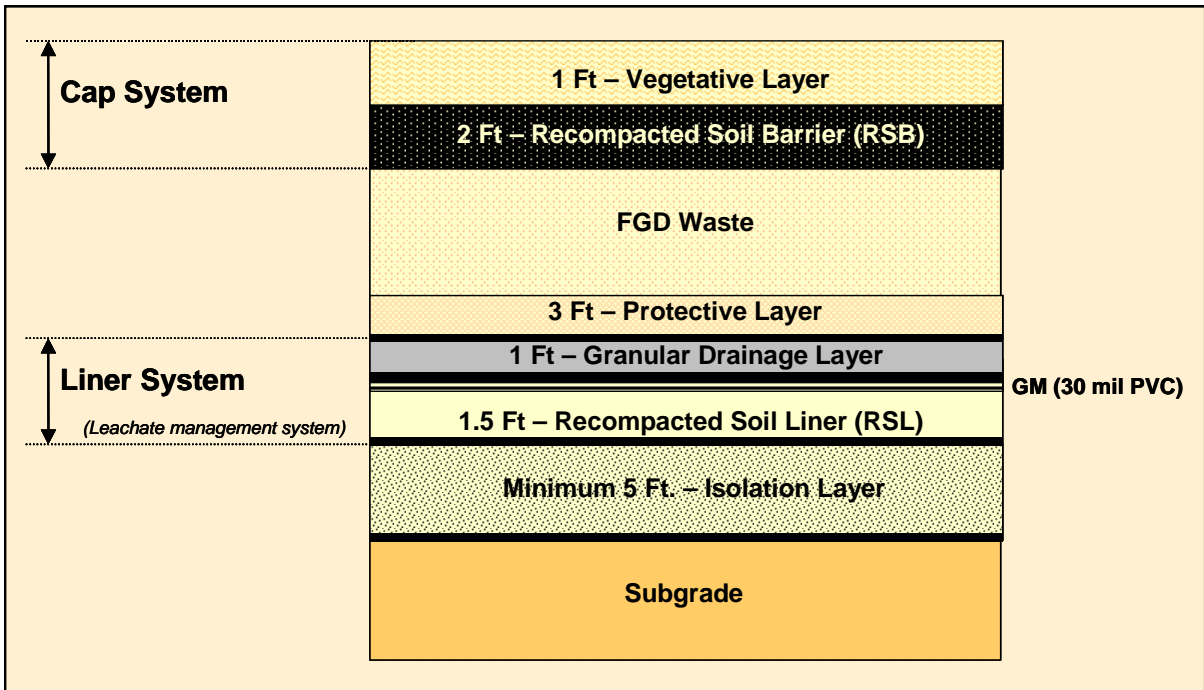 Cap System
1 Ft – Vegetative Layer
2 Ft – Recompacted Soil Barrier (RSB)
FGD Waste
3 Ft – Protective Layer
Liner System
(Leachate management system)
1 Ft – Granular Drainage Layer
GM (30 mil PVC)
1.5 Ft – Recompacted Soil Liner (RSL)
Minimum 5 Ft. – Isolation Layer
Subgrade